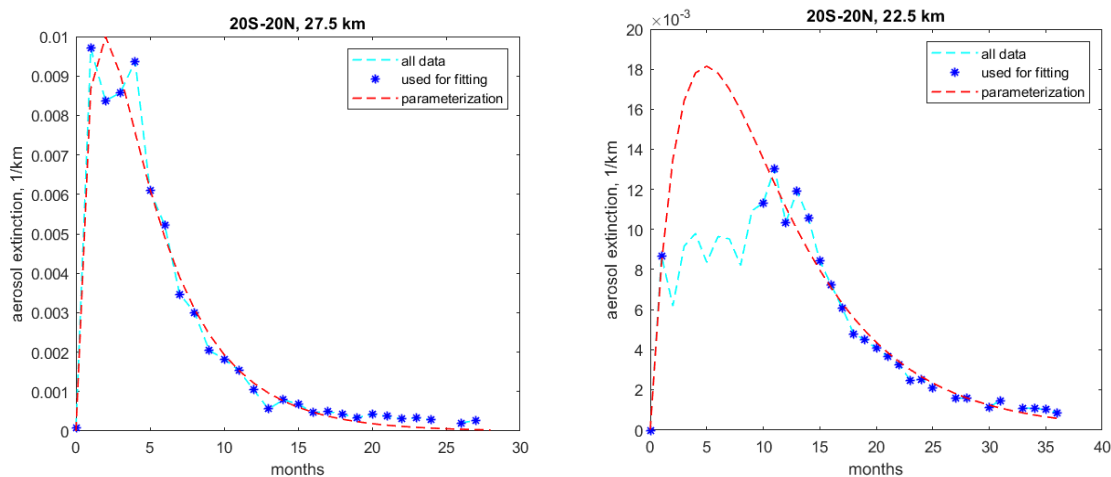 20S-20N, 27.5 km
0.01
0.009
0.008
0.007
0.006
0.005
0.004
0.003
0.002
0.001
0
aerosol extinction, 1/km
all data
used for fitting
parameterization
0 5 10 15 20 25 30
months
20S-20N, 22.5 km
×10⁻³
20
18
16
14
12
10
8
6
4
2
0
aerosol extinction, 1/km
all data
used for fitting
parameterization
0 5 10 15 20 25 30 35 40
months